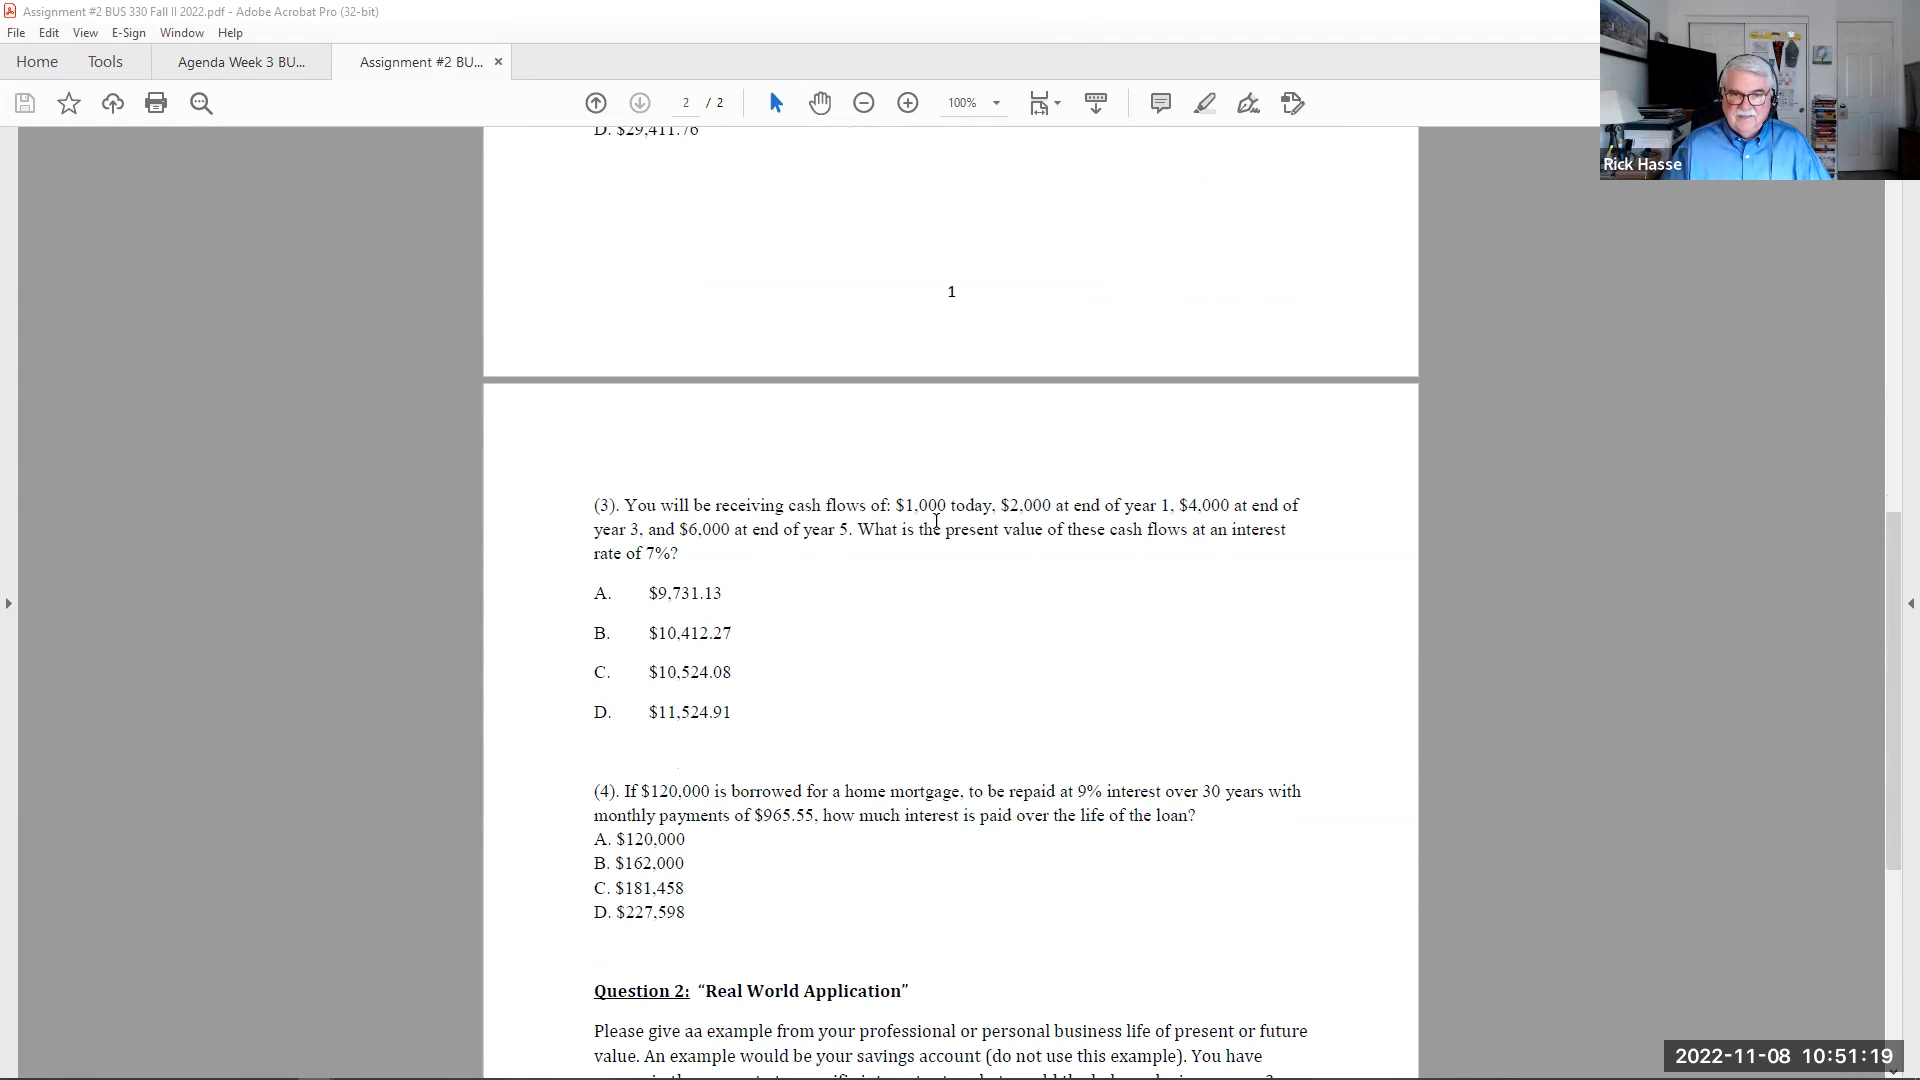 Assignment #2 BUS 330 Fall II 2022.pdf - Adobe Acrobat Pro (32-bit)
File Edit View E-Sign Window Help
Home Tools Agenda Week 3 BU... Assignment #2 BU... ×
2 / 2 100%
Rick Hasse
D. $29,411.76
1
(3). You will be receiving cash flows of: $1,000 today, $2,000 at end of year 1, $4,000 at end of
year 3, and $6,000 at end of year 5. What is the present value of these cash flows at an interest
rate of 7%?
A. $9,731.13
B. $10,412.27
C. $10,524.08
D. $11,524.91
(4). If $120,000 is borrowed for a home mortgage, to be repaid at 9% interest over 30 years with
monthly payments of $965.55, how much interest is paid over the life of the loan?
A. $120,000
B. $162,000
C. $181,458
D. $227,598
Question 2: “Real World Application”
Please give aa example from your professional or personal business life of present or future
value. An example would be your savings account (do not use this example). You have
2022-11-08 10:51:19